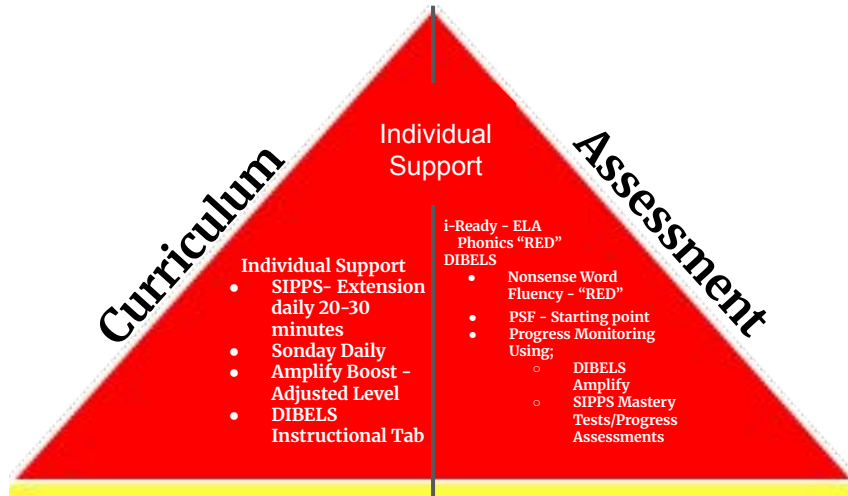 Individual
Support
Curriculum
Assessment
Individual Support
● SIPPS- Extension
daily 20-30
minutes
● Sonday Daily
● Amplify Boost -
Adjusted Level
● DIBELS
Instructional Tab
i-Ready - ELA
Phonics “RED”
DIBELS
● Nonsense Word
Fluency - “RED”
● PSF - Starting point
● Progress Monitoring
Using;
○ DIBELS
Amplify
○ SIPPS Mastery
Tests/Progress
Assessments